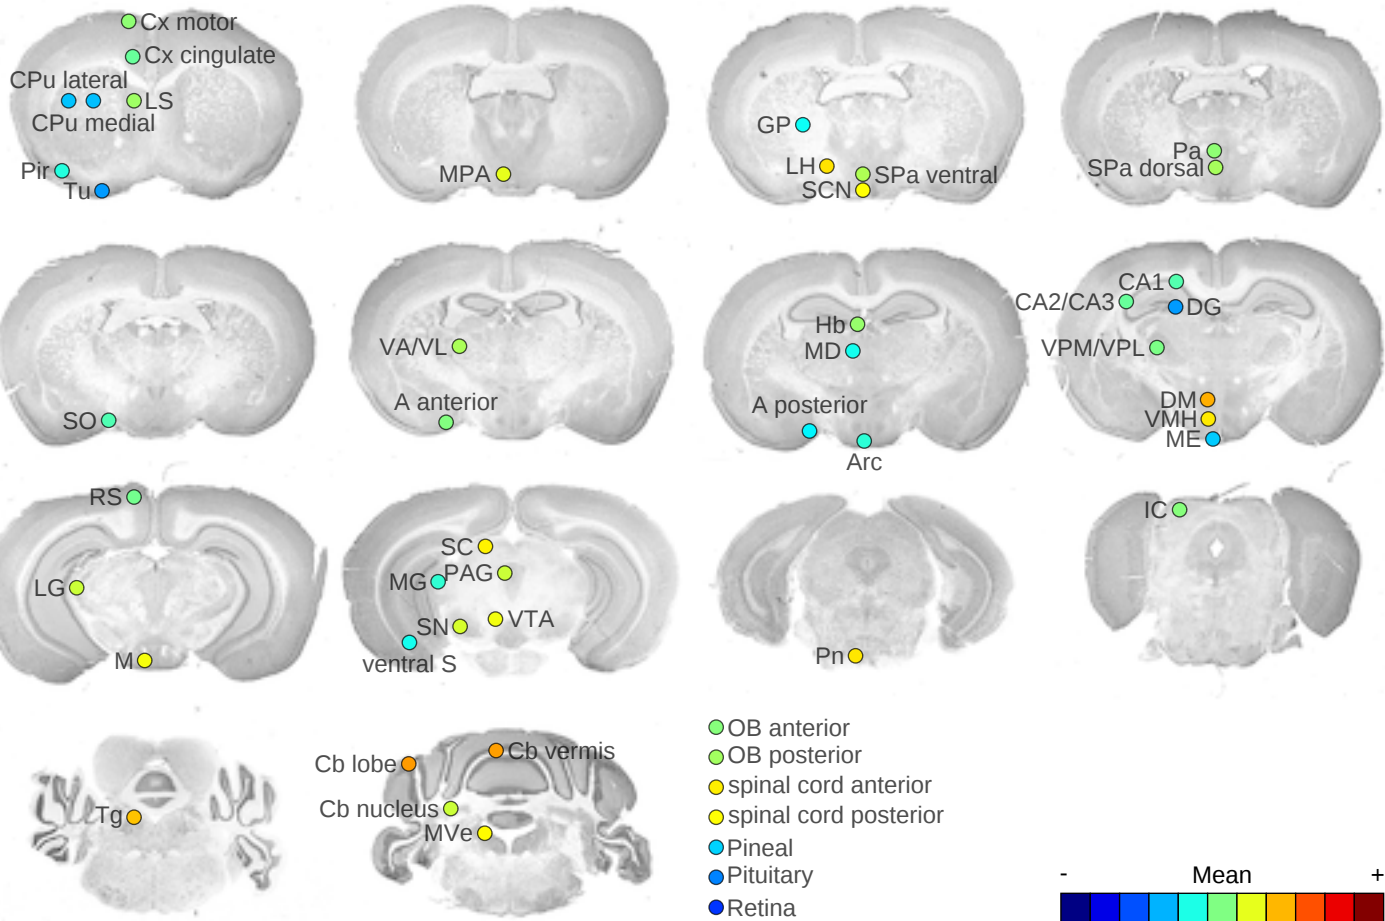 Cx motor
Cx cingulate
CPu lateral
LS
CPu medial
Pir
Tu
MPA
GP
LH
SPa ventral
SCN
Pa
SPa dorsal
SO
VA/VL
A anterior
Hb
MD
A posterior
Arc
CA1
CA2/CA3
DG
VPM/VPL
DM
VMH
ME
RS
LG
M
SC
PAG
MG
VTA
SN
ventral S
Pn
IC
Tg
Cb vermis
Cb lobe
Cb nucleus
MVe
OB anterior
OB posterior
spinal cord anterior
spinal cord posterior
Pineal
Pituitary
Retina
- Mean +